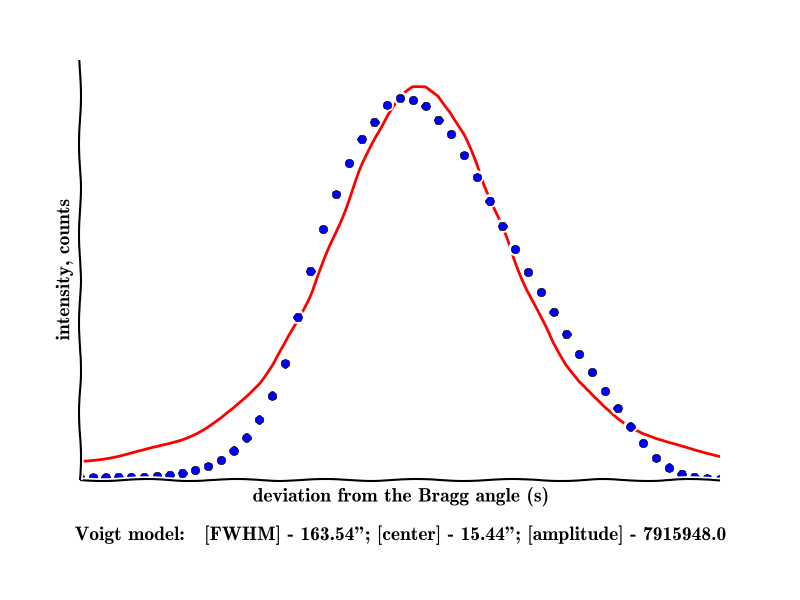 intensity, counts
deviation from the Bragg angle (s)
Voigt model: [FWHM] - 163.54”; [center] - 15.44”; [amplitude] - 7915948.0